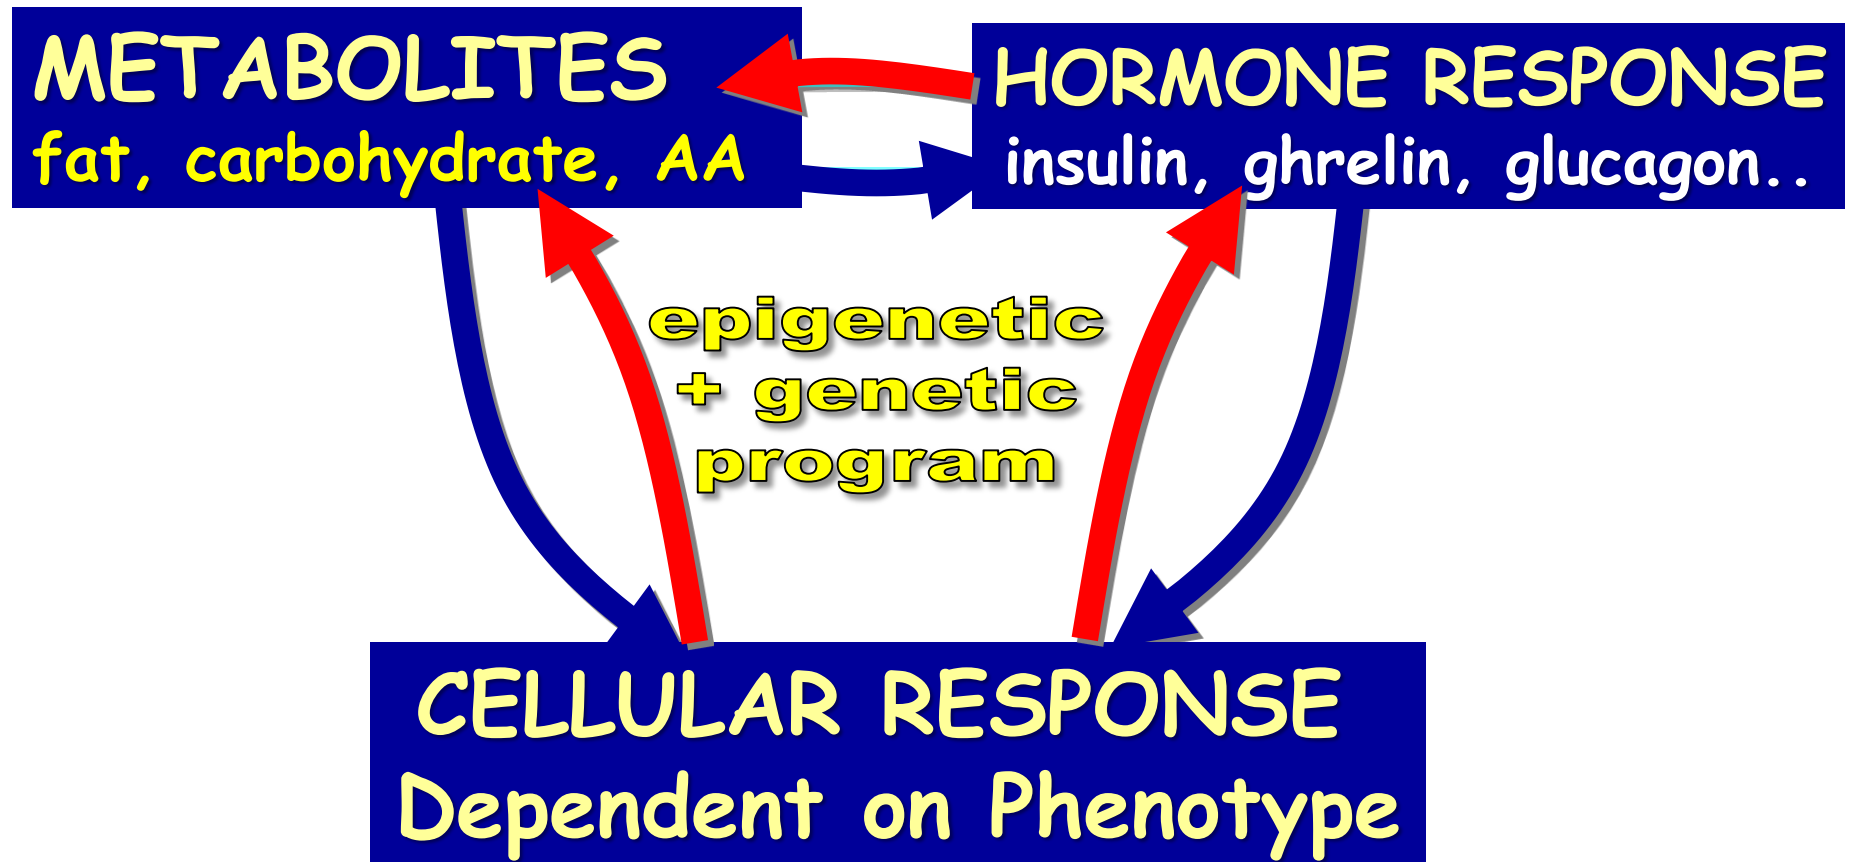 METABOLITES
fat, carbohydrate, AA
HORMONE RESPONSE
insulin, ghrelin, glucagon..
epigenetic
+ genetic
program
CELLULAR RESPONSE
Dependent on Phenotype